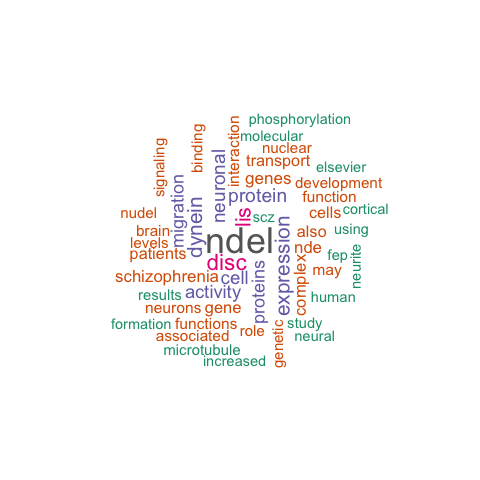 phosphorylation
molecular
binding
interaction
nuclear
signaling
transport
elsevier
genes
development
migration
neuronal
protein
function
nudel
lis
scz
cells
cortical
dynein
brain
ndel
expression
also
using
levels
nde
patients
disc
fep
neurite
schizophrenia
cell
proteins
complex
may
results
activity
human
neurons
gene
formation
functions
role
study
associated
genetic
neural
microtubule
increased